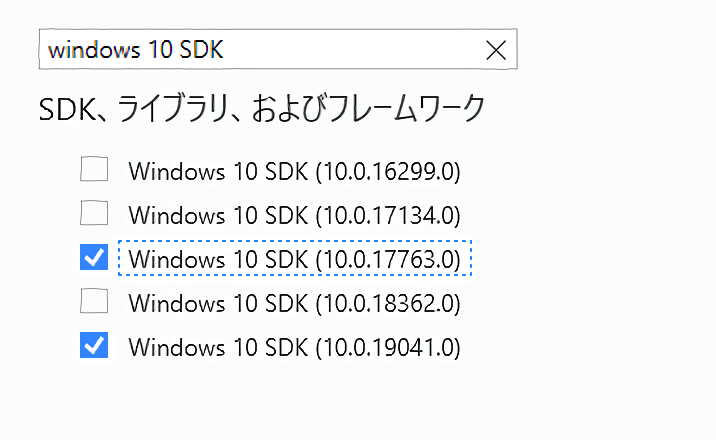 windows 10 SDK
SDK、ライブラリ、およびフレームワーク
Windows 10 SDK (10.0.16299.0)
Windows 10 SDK (10.0.17134.0)
Windows 10 SDK (10.0.17763.0)
Windows 10 SDK (10.0.18362.0)
Windows 10 SDK (10.0.19041.0)